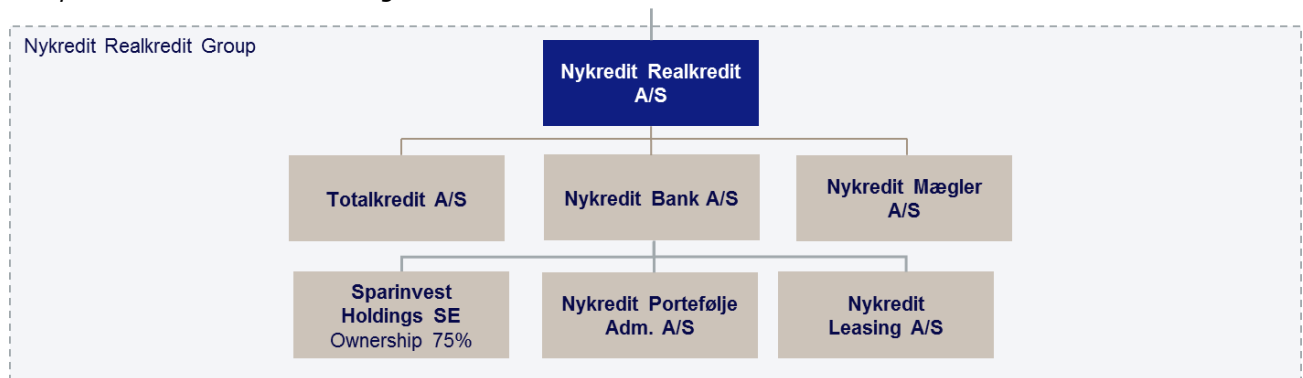 Nykredit Realkredit Group
Nykredit Realkredit
A/S
Totalkredit A/S
Nykredit Bank A/S
Nykredit Mægler
A/S
Sparinvest
Holdings SE
Ownership 75%
Nykredit Portefølje
Adm. A/S
Nykredit
Leasing A/S